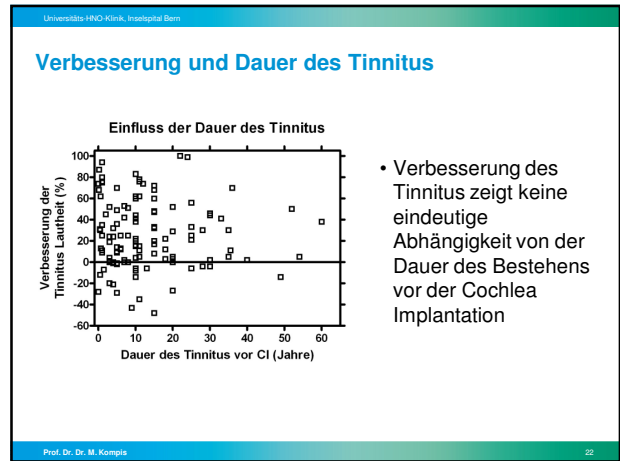 Universitäts-HNO-Klinik, Inselspital Bern
Verbesserung und Dauer des Tinnitus
Einfluss der Dauer des Tinnitus
Verbesserung der
Tinnitus Lautheit (%)
100
80
60
40
20
0
-20
-40
-60
0 10 20 30 40 50 60
Dauer des Tinnitus vor CI (Jahre)
• Verbesserung des
Tinnitus zeigt keine
eindeutige
Abhängigkeit von der
Dauer des Bestehens
vor der Cochlea
Implantation
Prof. Dr. Dr. M. Kompis 22